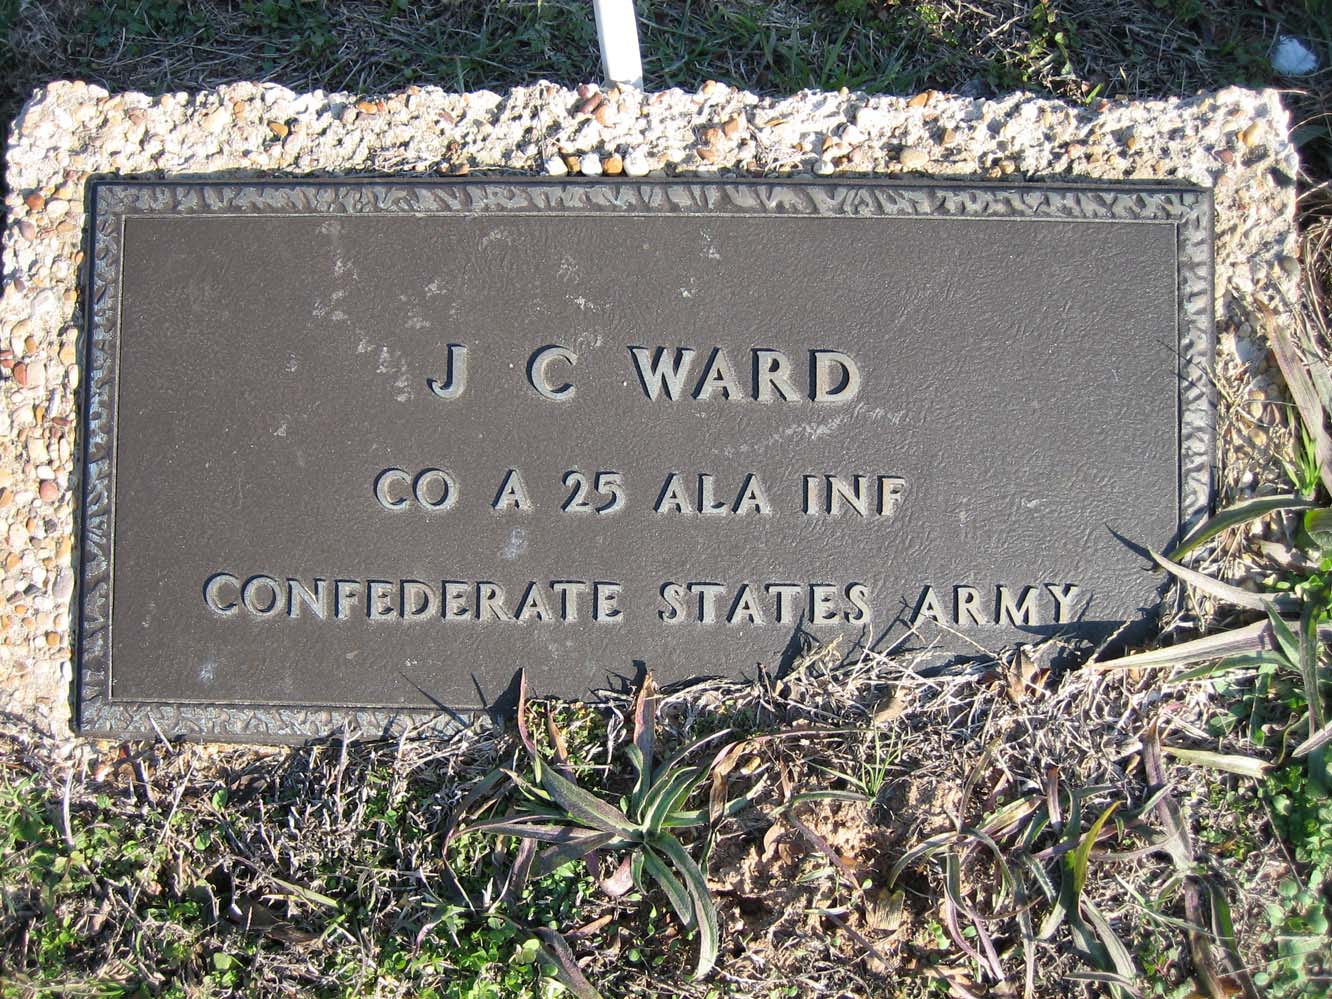 J C WARD
CO A 25 ALA INF
CONFEDERATE STATES ARMY